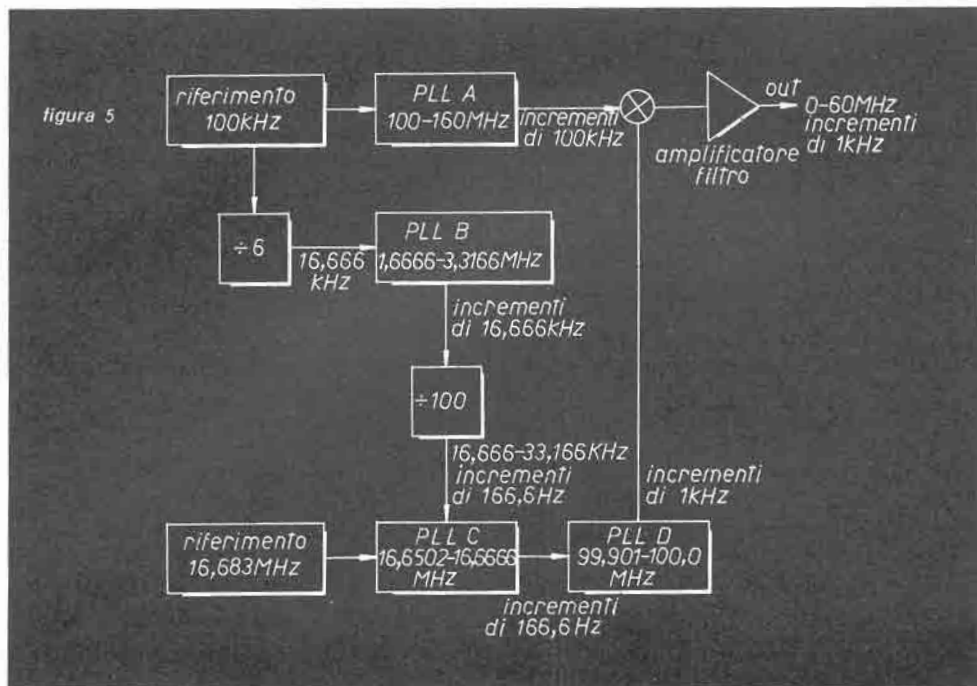 figura 5
riferimento
100KHz
PLL A
100-160MHz
incrementi
di 100KHz
amplificatore
filtro
out
0-60MHz
incrementi
di 1kHz
÷6
16,666
KHz
PLL B
1,6666-3,3166MHz
incrementi
di 16,666KHz
÷100
16,666-33,166KHz
incrementi
di 166,6Hz
riferimento
16,683MHz
PLL C
16,6502-16,6666
MHz
incrementi
di 166,6Hz
PLL D
99,901-100,0
MHz
incrementi
di 1KHz